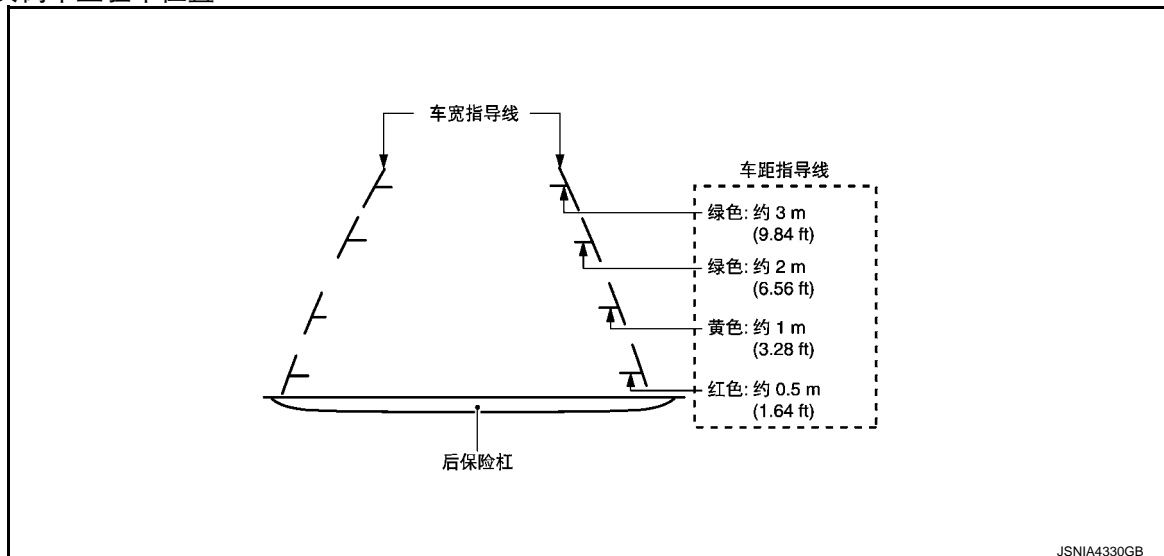 车宽指导线
车距指导线
绿色: 约 3 m
(9.84 ft)
绿色: 约 2 m
(6.56 ft)
黄色: 约 1 m
(3.28 ft)
红色: 约 0.5 m
(1.64 ft)
后保险杠
JSNIA4330GB